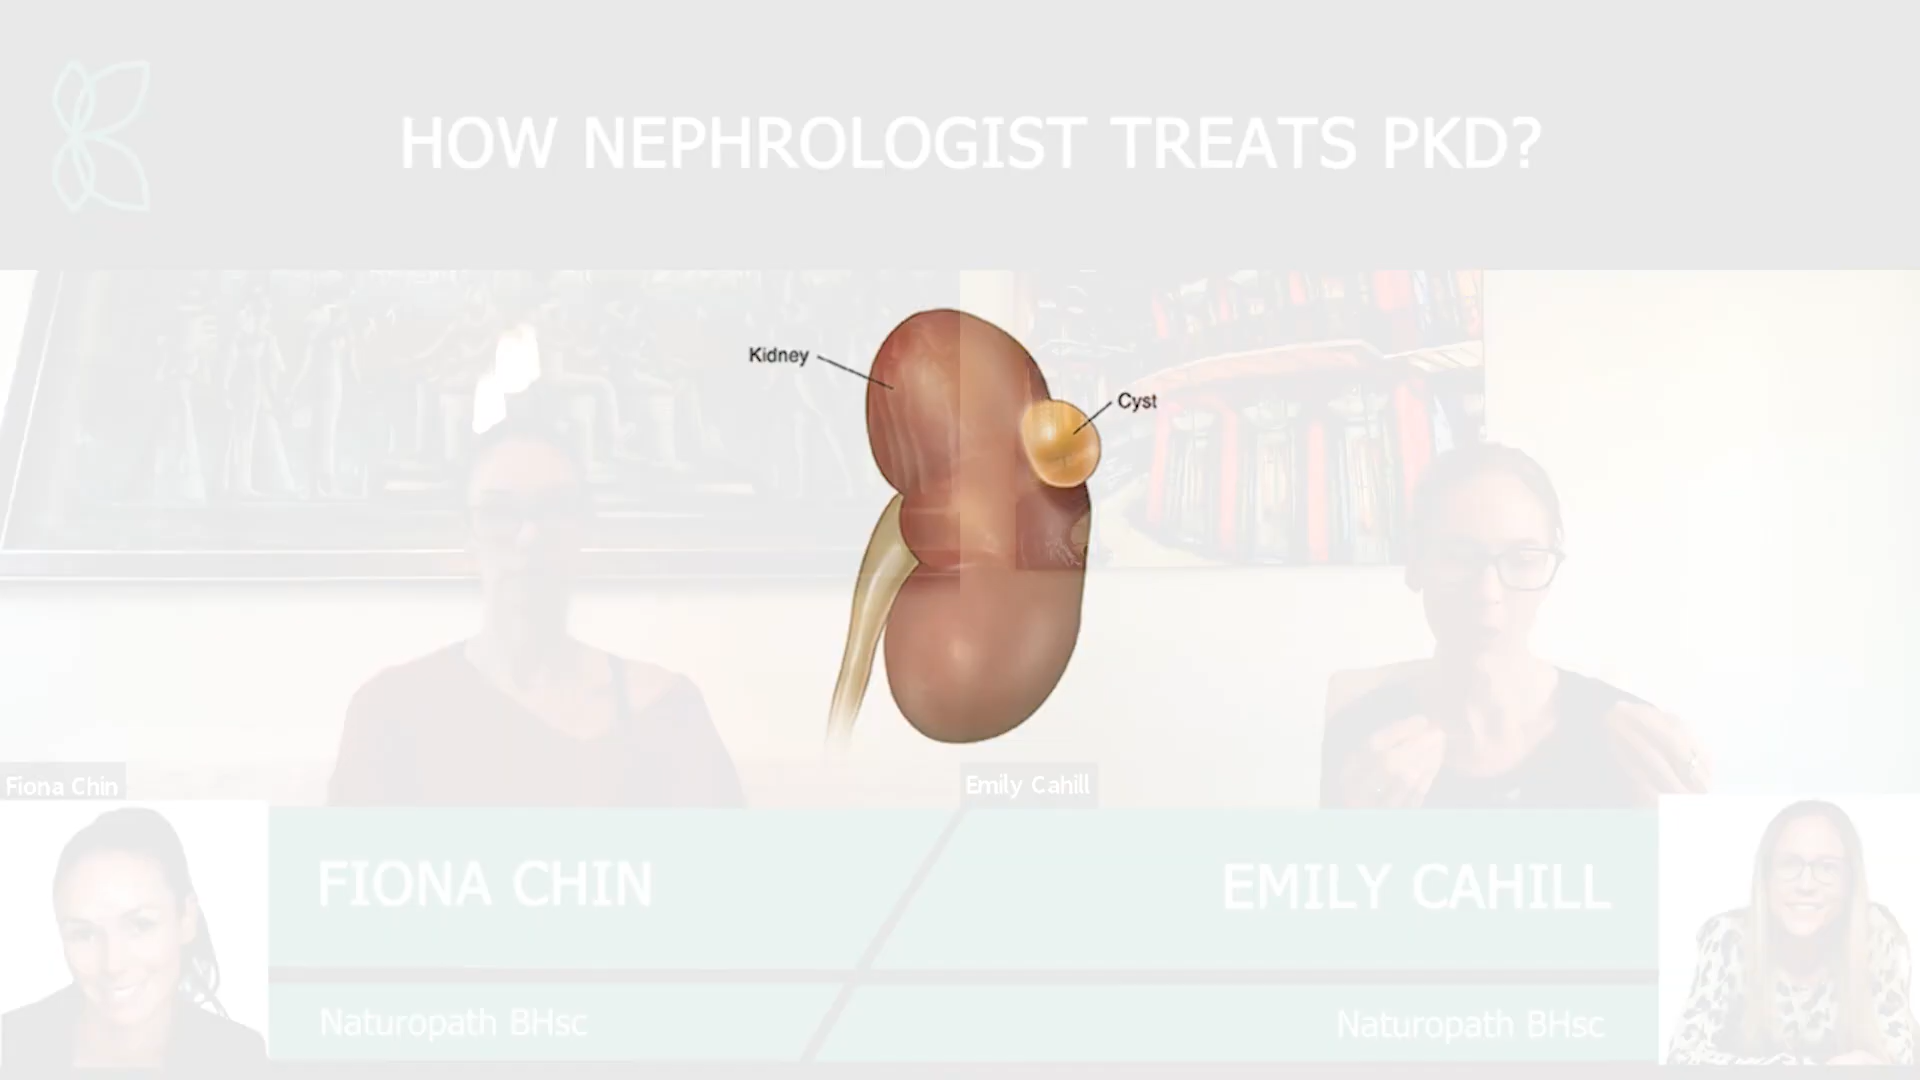 HOW NEPHROLOGIST TREATS PKD?
Kidney
Cyst
Fiona Chin
Emily Cahill
FIONA CHIN
EMILY CAHILL
Naturopath BHsc
Naturopath BHsc